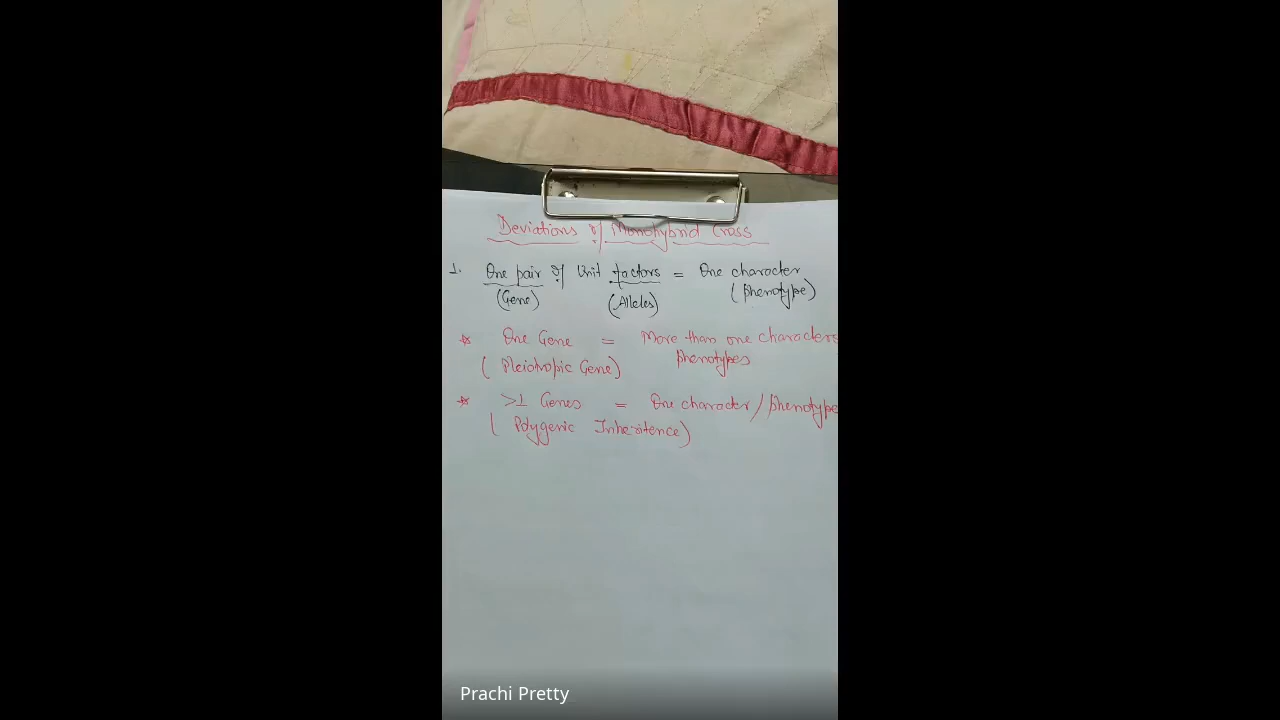 Deviations of Monohybrid Cross
1. One pair of Unit factors = One character
(Gene) (Alleles) (Phenotype)
☆ One Gene = More than one characters
(Pleiotropic Gene) phenotypes
☆ >1 Genes = One character/phenotype
(Polygenic Inheritence)
Prachi Pretty